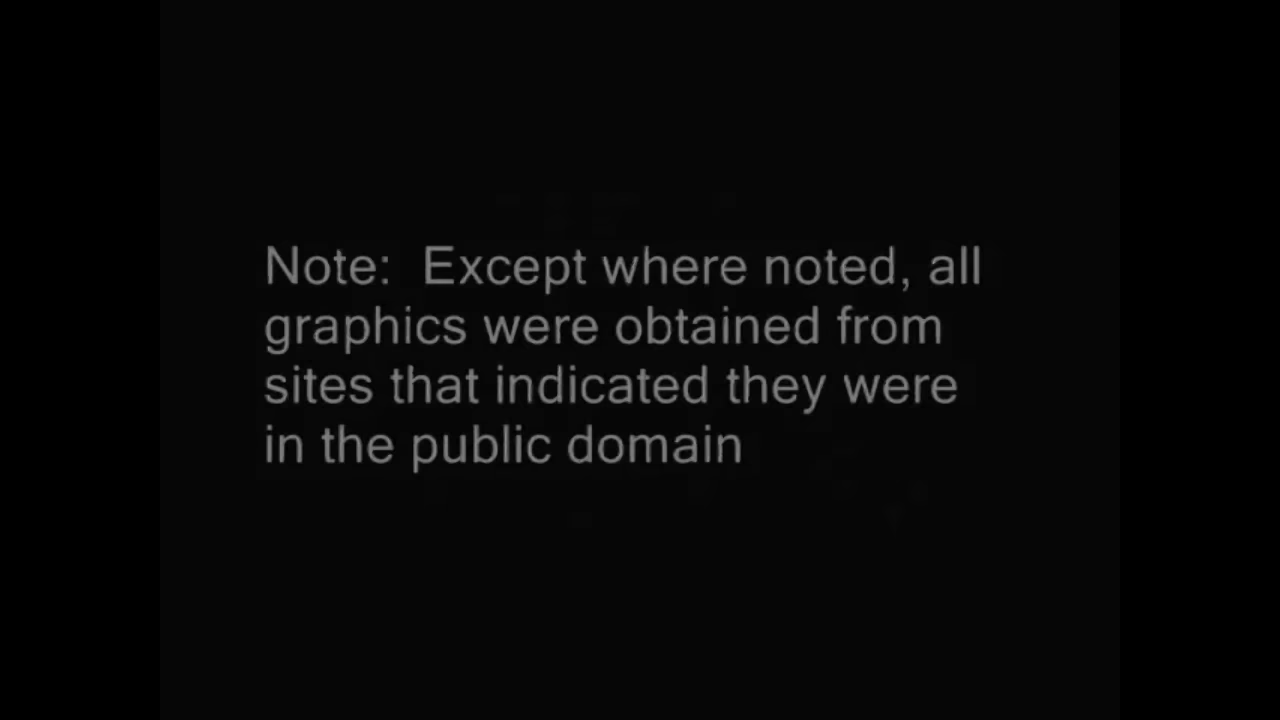 Note:  Except where noted, all
graphics were obtained from
sites that indicated they were
in the public domain